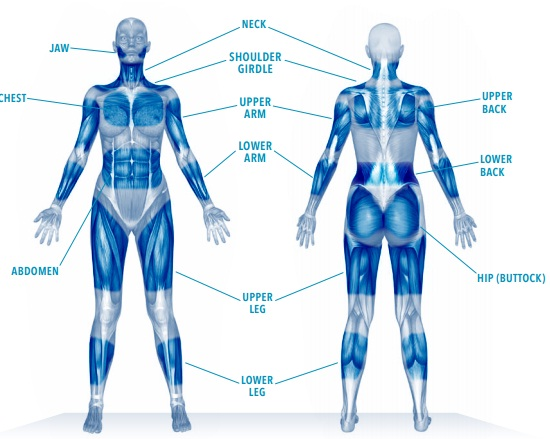 NECK
JAW
SHOULDER
GIRDLE
CHEST
UPPER
ARM
UPPER
BACK
LOWER
ARM
LOWER
BACK
ABDOMEN
HIP (BUTTOCK)
UPPER
LEG
LOWER
LEG